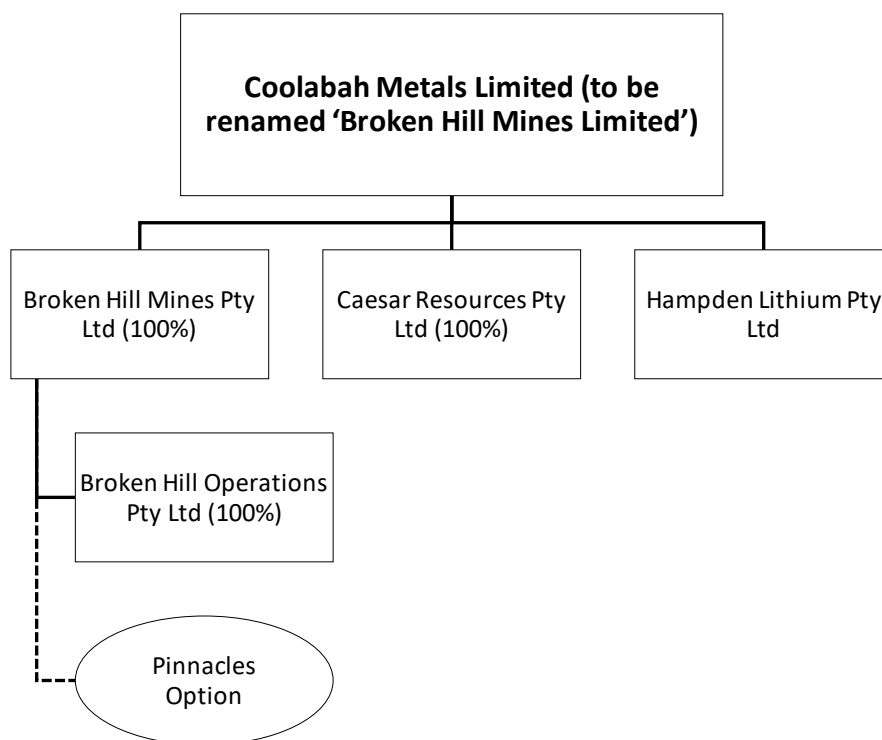 Coolabah Metals Limited (to be
renamed ‘Broken Hill Mines Limited’)
Broken Hill Mines Pty
Ltd (100%)
Caesar Resources Pty
Ltd (100%)
Hampden Lithium Pty
Ltd
Broken Hill Operations
Pty Ltd (100%)
Pinnacles
Option